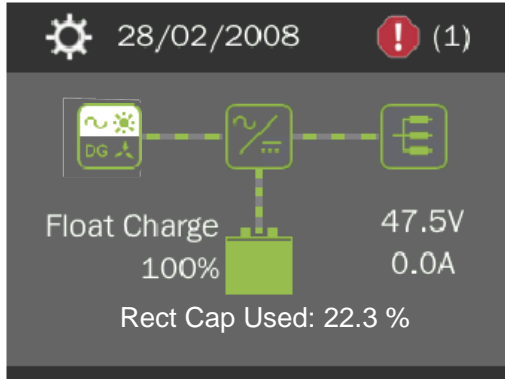 28/02/2008 (1)
DG
Float Charge 47.5V
100% 0.0A
Rect Cap Used: 22.3 %